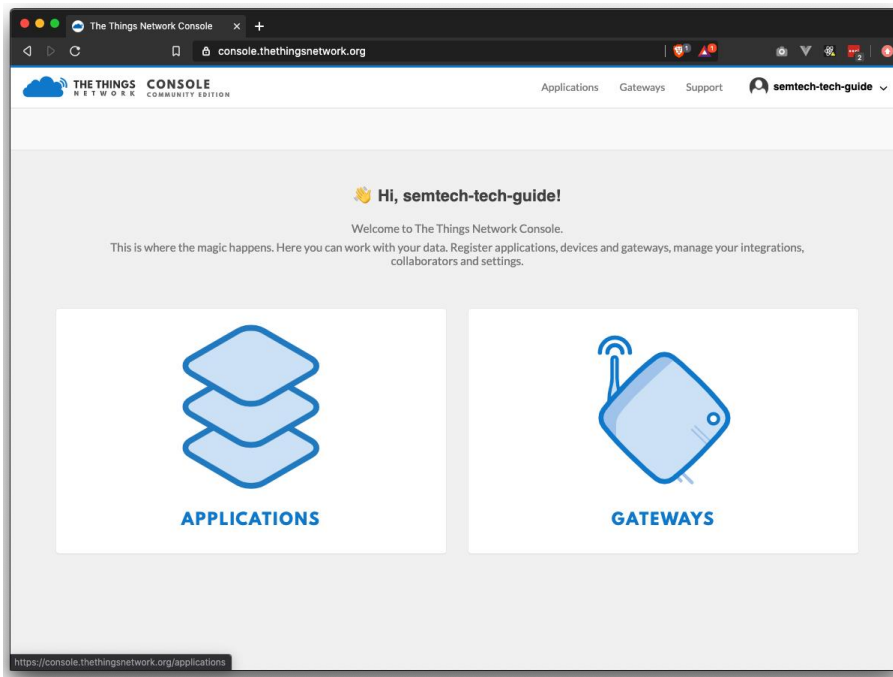 The Things Network Console
console.thethingsnetwork.org
1
1
2
THE THINGS
NETWORK
CONSOLE
COMMUNITY EDITION
Applications
Gateways
Support
semtech-tech-guide
👋 Hi, semtech-tech-guide!
Welcome to The Things Network Console.
This is where the magic happens. Here you can work with your data. Register applications, devices and gateways, manage your integrations,
collaborators and settings.
APPLICATIONS
GATEWAYS
https://console.thethingsnetwork.org/applications